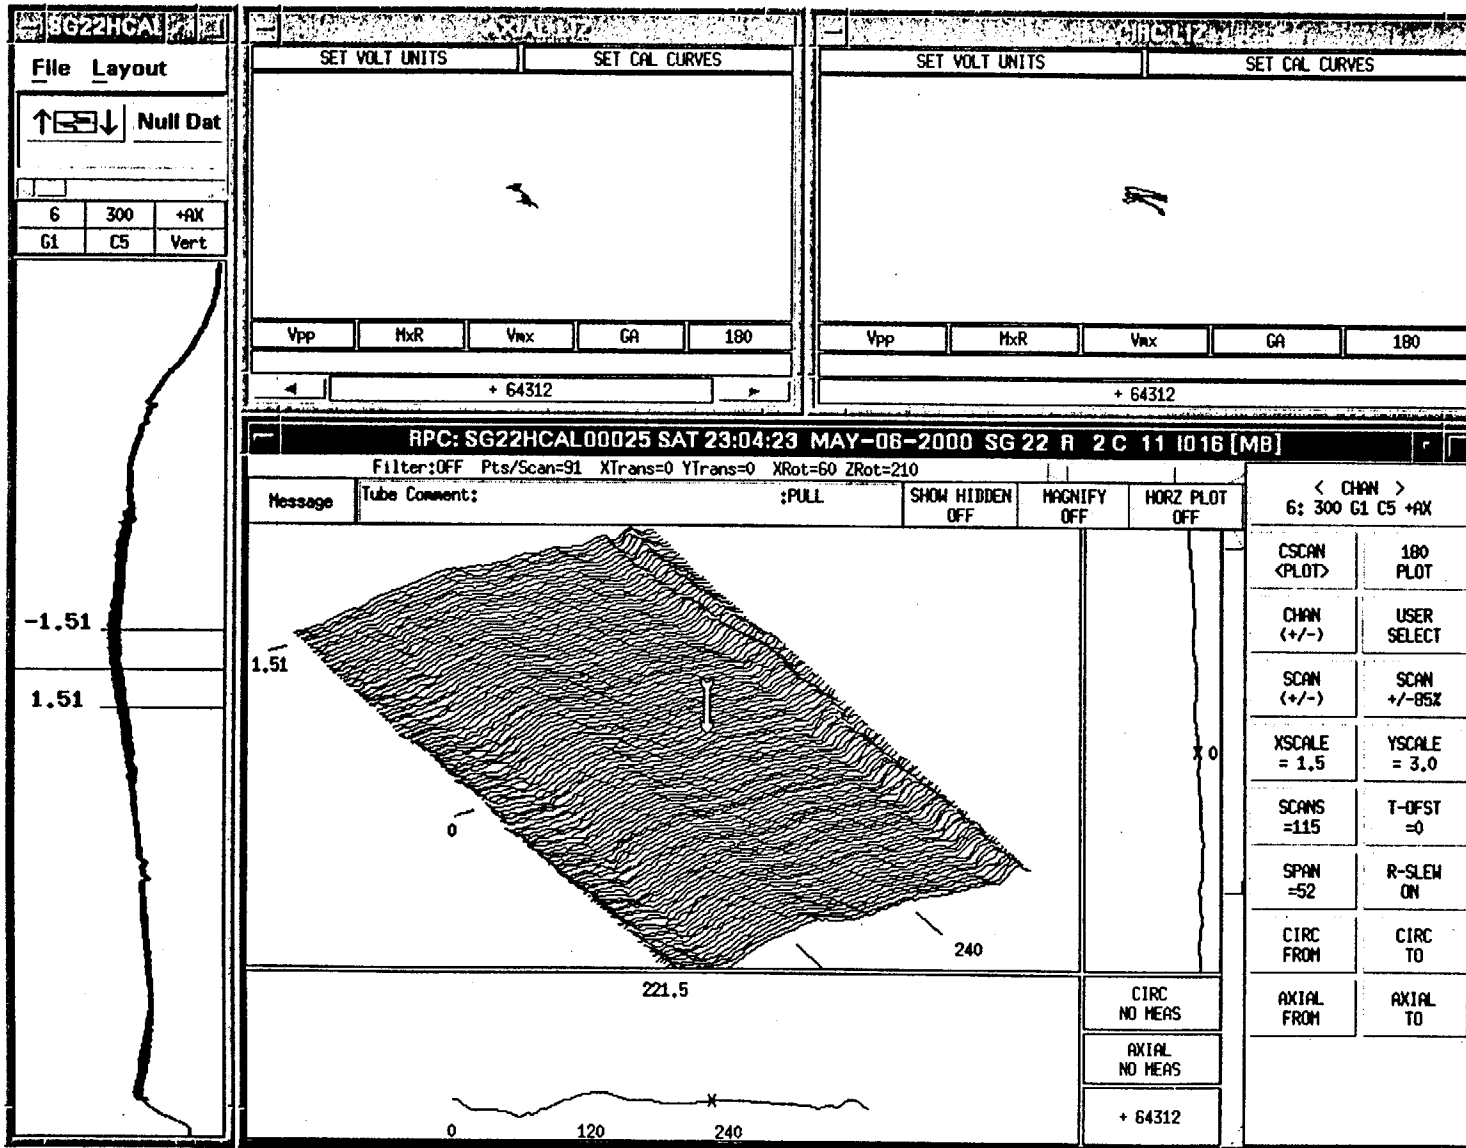 SG22HCAL
File Layout
Null Dat
6 300 +AX
G1 C5 Vert
-1.51
1.51
AXIAL LIZ
SET VOLT UNITS SET CAL CURVES
Vpp MxR Vmx GA 180
+ 64312
CIRC LIZ
SET VOLT UNITS SET CAL CURVES
Vpp MxR Vmx GA 180
+ 64312
RPC: SG22HCAL00025 SAT 23:04:23 MAY-06-2000 SG 22 R 2 C 11 I016 [MB]
Filter:OFF Pts/Scan=91 XTrans=0 YTrans=0 XRot=60 ZRot=210
Message
Tube Comment: :PULL
SHOW HIDDEN
OFF
MAGNIFY
OFF
HORZ PLOT
OFF
1.51
0
240
0
221.5
0 120 240
CIRC
NO MEAS
AXIAL
NO MEAS
+ 64312
< CHAN >
6: 300 G1 C5 +AX
CSCAN
<PLOT>
180
PLOT
CHAN
(+/-)
USER
SELECT
SCAN
(+/-)
SCAN
+/-85%
XSCALE
= 1.5
YSCALE
= 3.0
SCANS
=115
T-OFST
=0
SPAN
=52
R-SLEW
ON
CIRC
FROM
CIRC
TO
AXIAL
FROM
AXIAL
TO